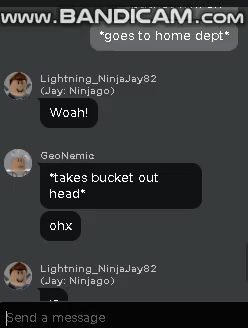 www.BANDICAM.com
*goes to home dept*
Lightning_NinjaJay82
(Jay: Ninjago)
Woah!
GeoNemic
*takes bucket out
head*
ohx
Lightning_NinjaJay82
(Jay: Ninjago)
Send a message